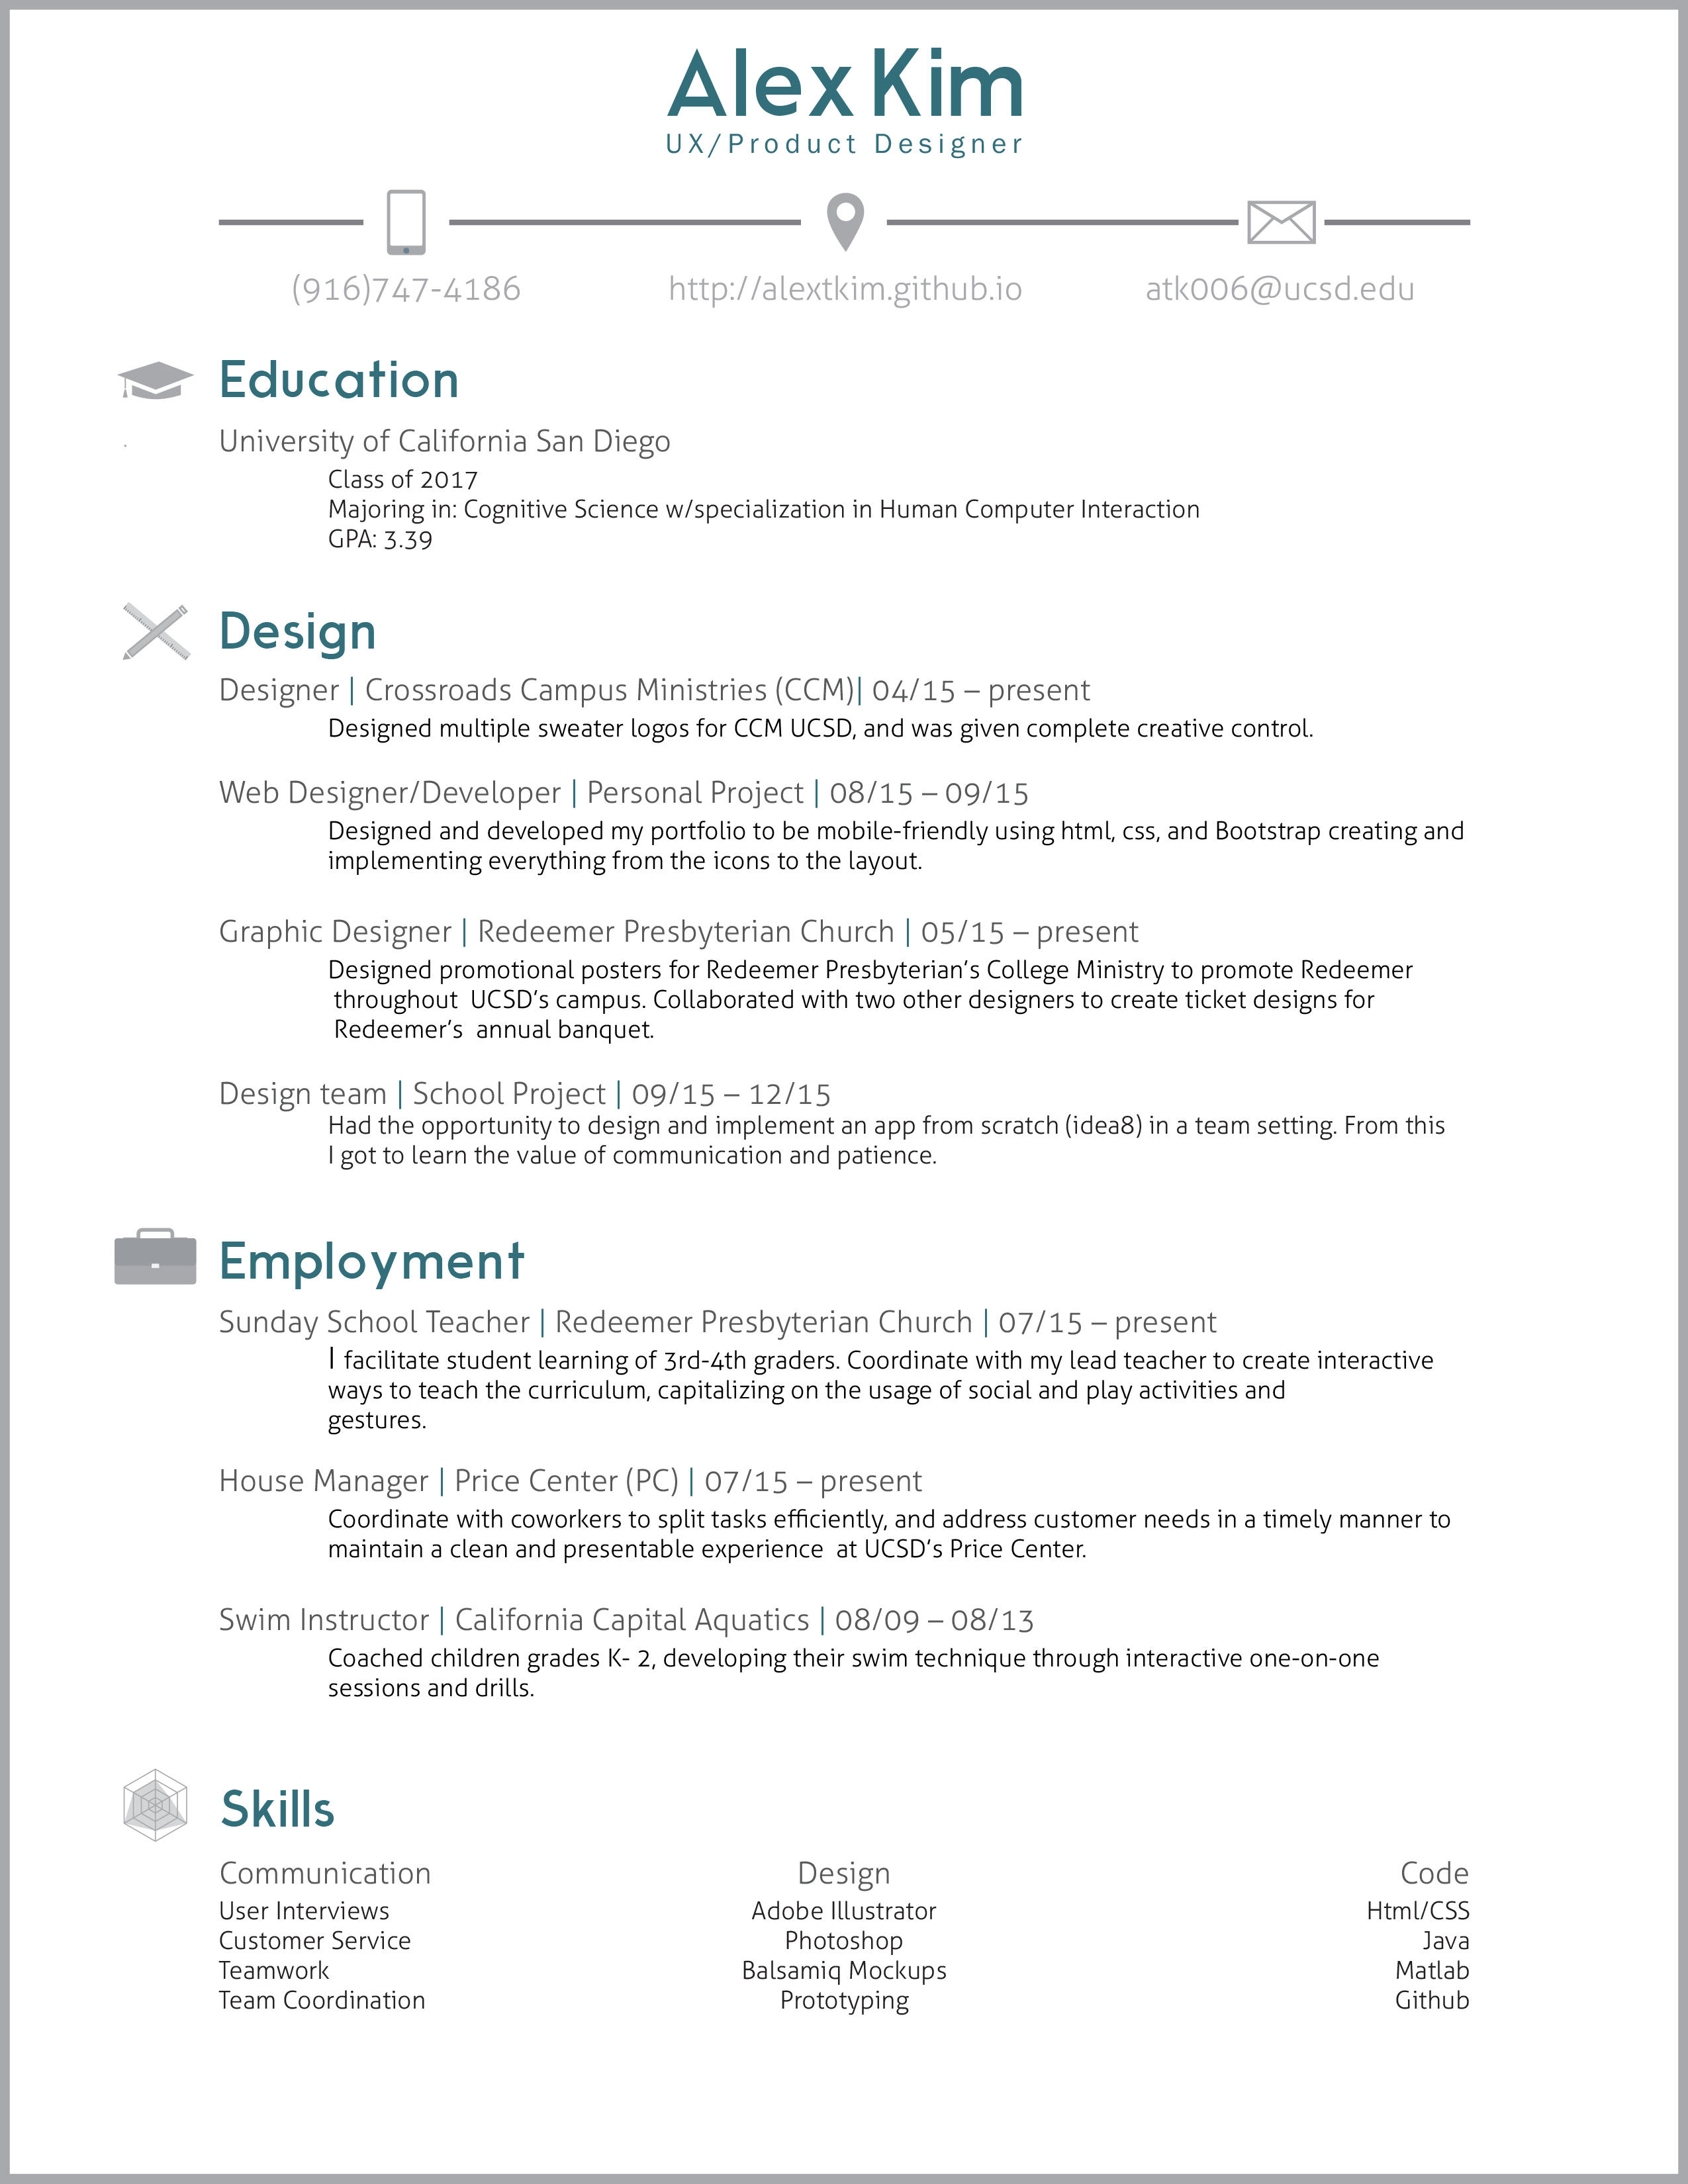 Alex Kim
UX/Product Designer
(916)747-4186
http://alextkim.github.io
atk006@ucsd.edu
Education
University of California San Diego
Class of 2017
Majoring in: Cognitive Science w/specialization in Human Computer Interaction
GPA: 3.39
Design
Designer | Crossroads Campus Ministries (CCM)| 04/15 – present
Designed multiple sweater logos for CCM UCSD, and was given complete creative control.
Web Designer/Developer | Personal Project | 08/15 – 09/15
Designed and developed my portfolio to be mobile-friendly using html, css, and Bootstrap creating and
implementing everything from the icons to the layout.
Graphic Designer | Redeemer Presbyterian Church | 05/15 – present
Designed promotional posters for Redeemer Presbyterian’s College Ministry to promote Redeemer
throughout UCSD’s campus. Collaborated with two other designers to create ticket designs for
Redeemer’s annual banquet.
Design team | School Project | 09/15 – 12/15
Had the opportunity to design and implement an app from scratch (idea8) in a team setting. From this
I got to learn the value of communication and patience.
Employment
Sunday School Teacher | Redeemer Presbyterian Church | 07/15 – present
I facilitate student learning of 3rd-4th graders. Coordinate with my lead teacher to create interactive
ways to teach the curriculum, capitalizing on the usage of social and play activities and
gestures.
House Manager | Price Center (PC) | 07/15 – present
Coordinate with coworkers to split tasks efficiently, and address customer needs in a timely manner to
maintain a clean and presentable experience at UCSD’s Price Center.
Swim Instructor | California Capital Aquatics | 08/09 – 08/13
Coached children grades K- 2, developing their swim technique through interactive one-on-one
sessions and drills.
Skills
Communication
User Interviews
Customer Service
Teamwork
Team Coordination
Design
Adobe Illustrator
Photoshop
Balsamiq Mockups
Prototyping
Code
Html/CSS
Java
Matlab
Github